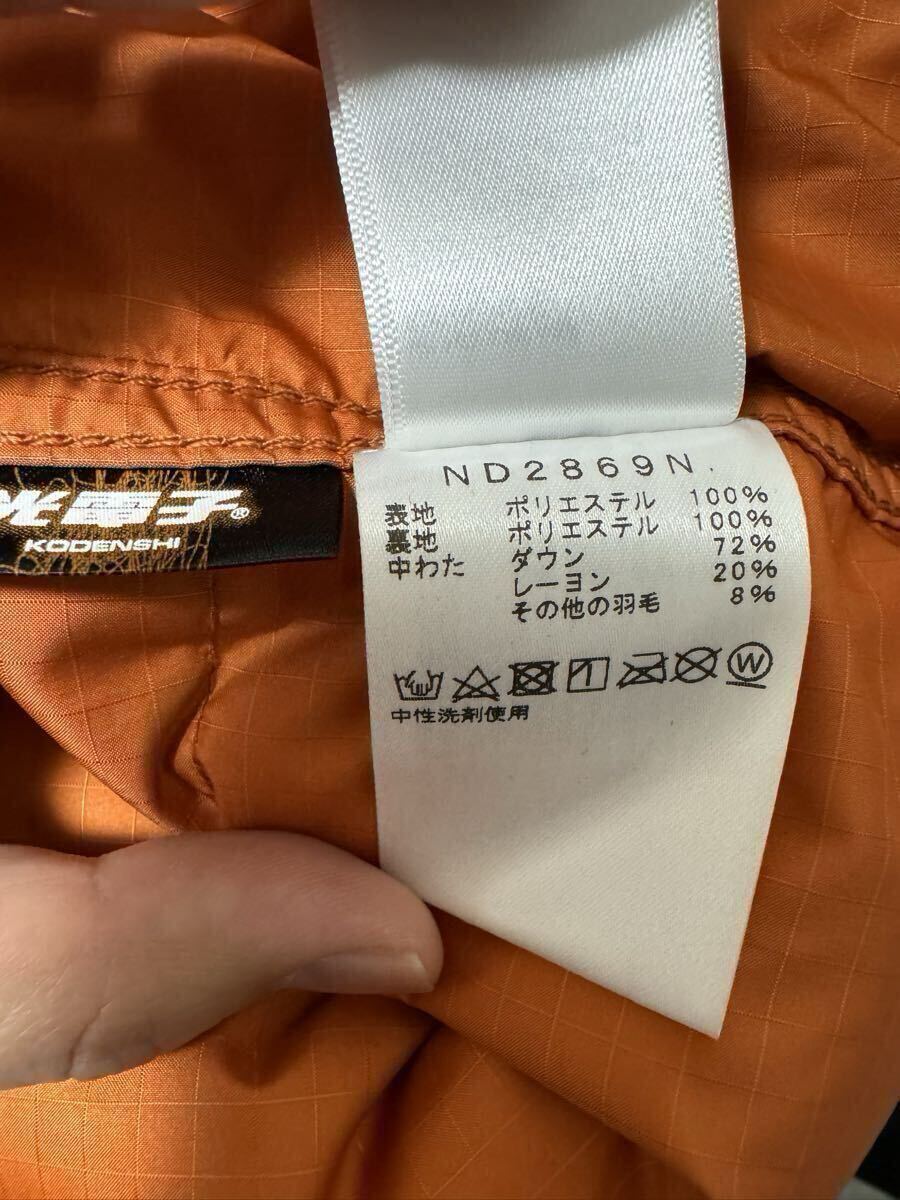 ND2869N.
表地 ポリエステル 100%
裏地 ポリエステル 100%
中わた ダウン 72%
レーヨン 20%
その他の羽毛 8%
W
中性洗剤使用
光電子®
KODENSHI